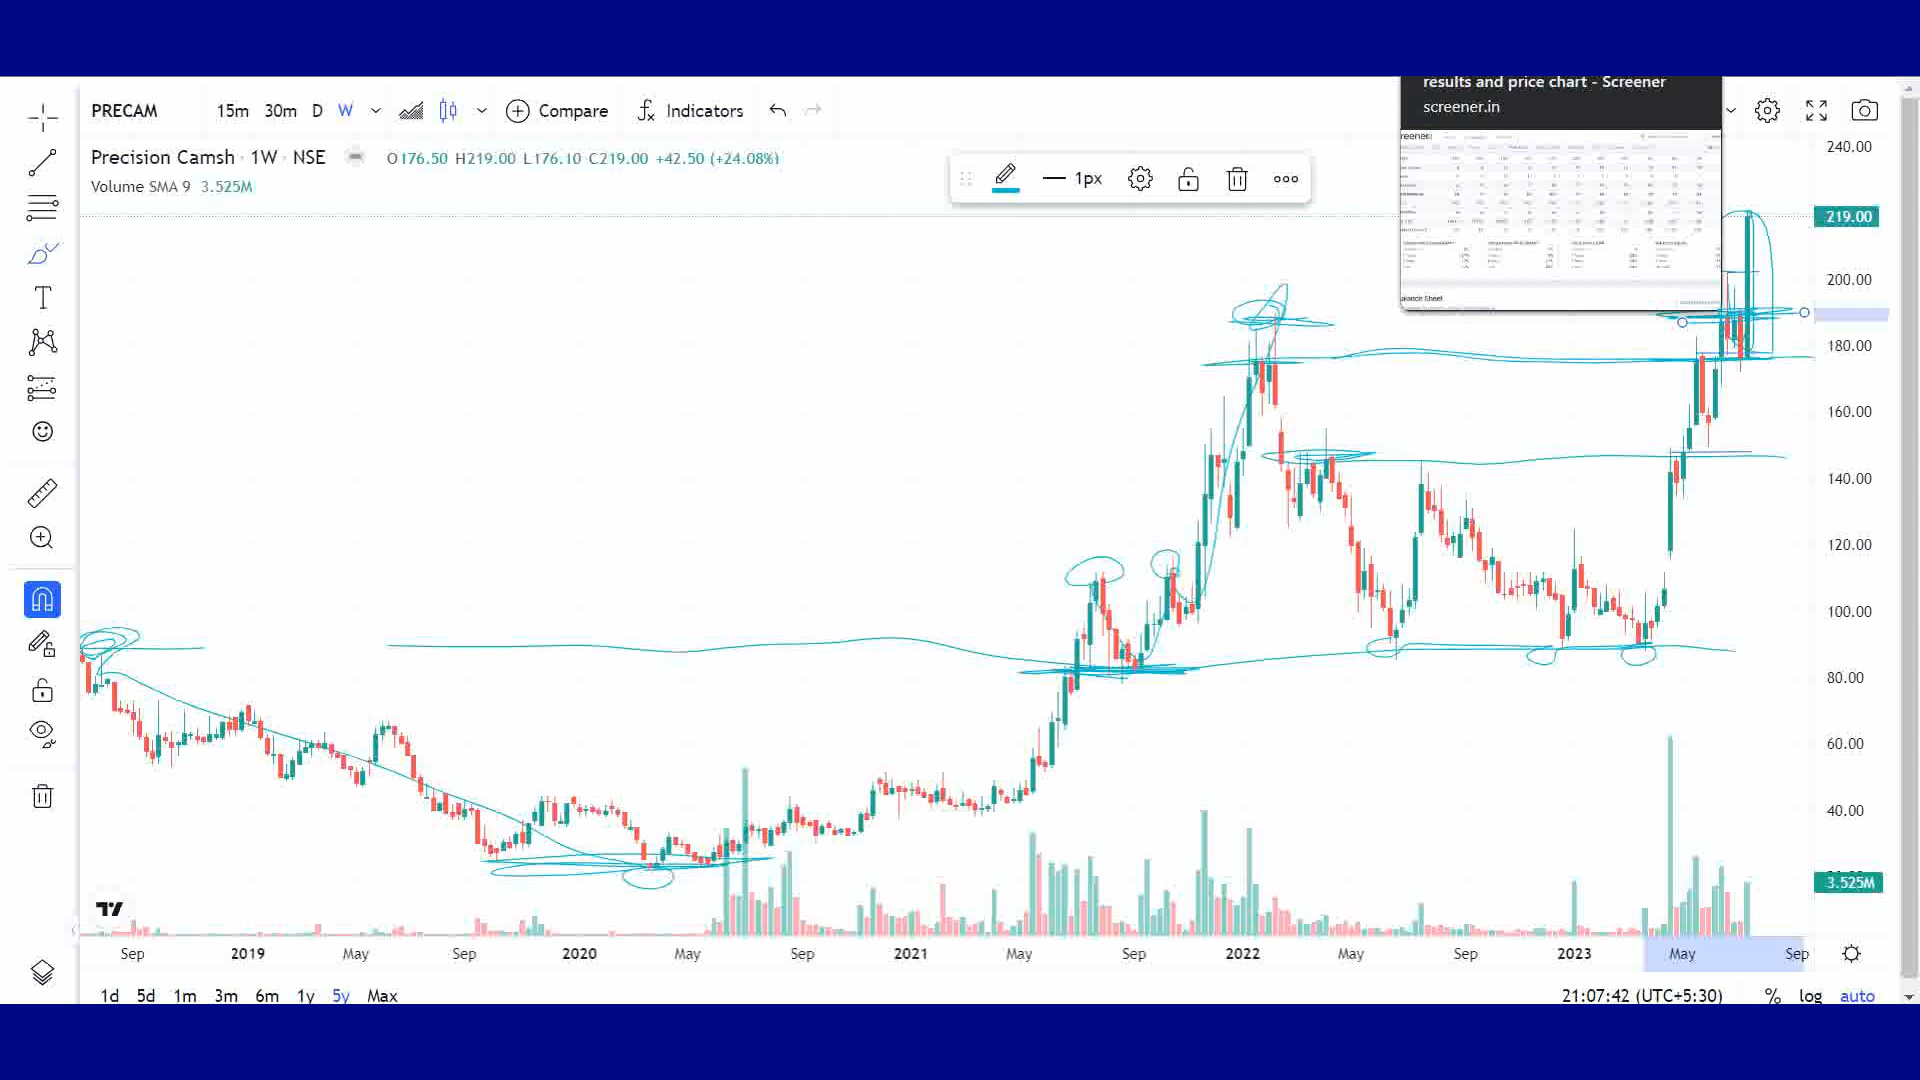 results and price chart - Screener
screener.in
PRECAM 15m 30m D W Compare Indicators
Precision Camsh · 1W · NSE O176.50 H219.00 L176.10 C219.00 +42.50 (+24.08%)
Volume SMA 9 3.525M
1px
240.00
219.00
200.00
180.00
160.00
140.00
120.00
100.00
80.00
60.00
40.00
3.525M
Sep 2019 May Sep 2020 May Sep 2021 May Sep 2022 May Sep 2023 May Sep
1d 5d 1m 3m 6m 1y 5y Max 21:07:42 (UTC+5:30) % log auto